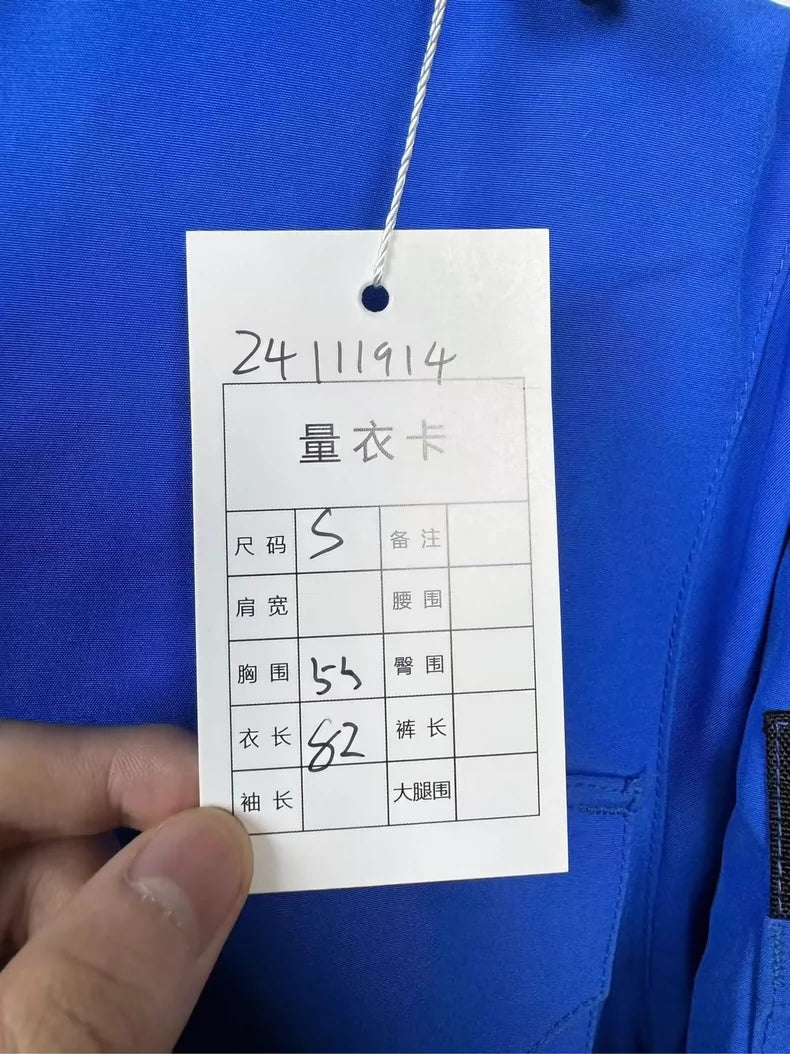 24111914
量衣卡
尺码 S 备注
肩宽 腰围
胸围 55 臀围
衣长 82 裤长
袖长 大腿围